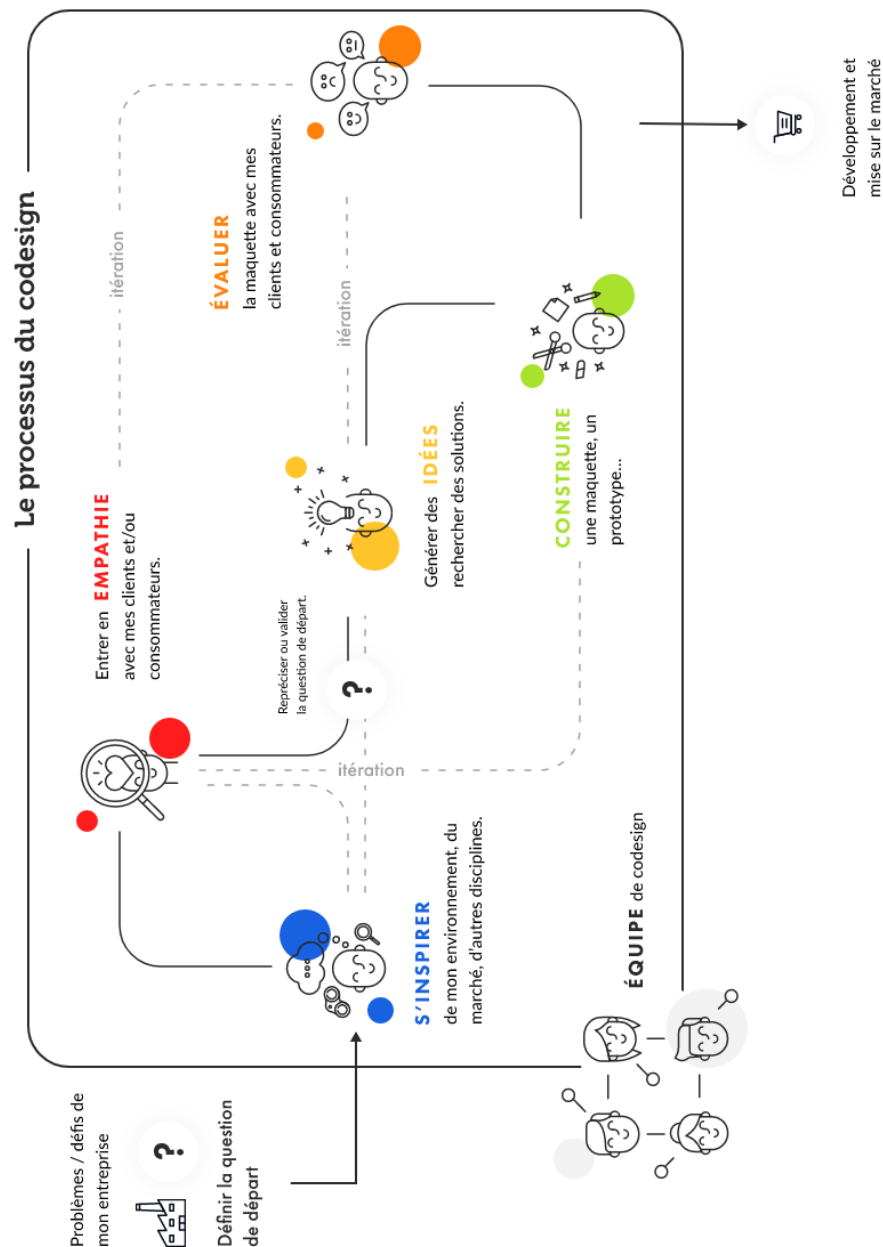 Le processus du codesign
Problèmes / défis de
mon entreprise
?
Définir la question
de départ
S'INSPIRER
de mon environnement, du
marché, d'autres disciplines.
Entrer en EMPATHIE
avec mes clients et/ou
consommateurs.
Repréciser ou valider
la question de départ.
?
Générer des IDÉES
rechercher des solutions.
CONSTRUIRE
une maquette, un
prototype...
ÉVALUER
la maquette avec mes
clients et consommateurs.
itération
itération
itération
ÉQUIPE de codesign
Développement et
mise sur le marché